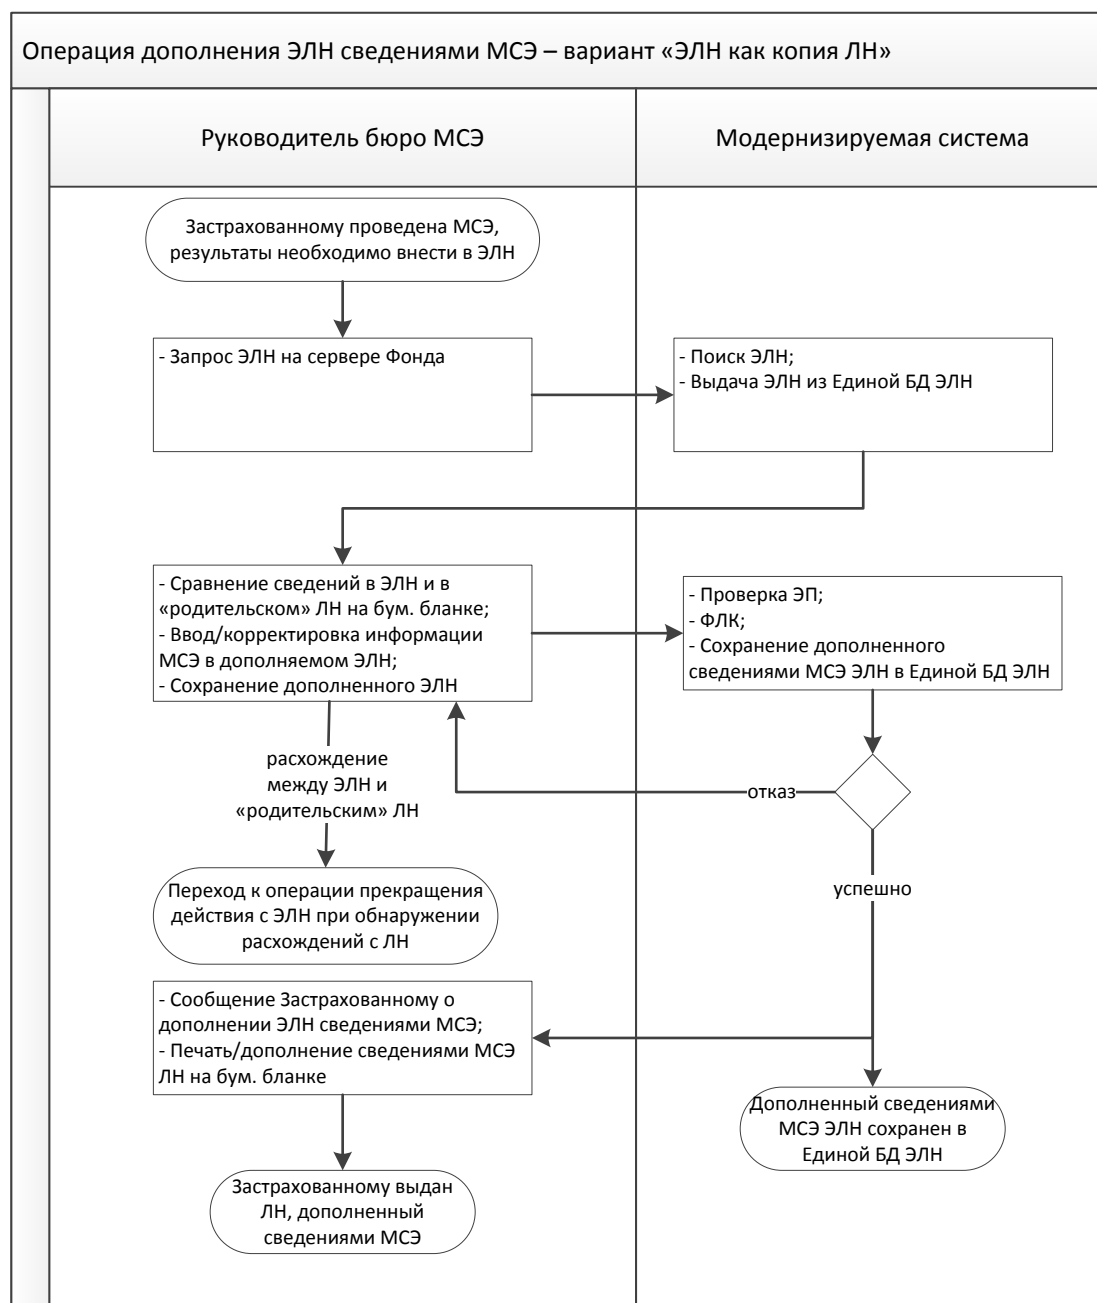 Операция дополнения ЭЛН сведениями МСЭ – вариант «ЭЛН как копия ЛН»
Руководитель бюро МСЭ
Модернизируемая система
Застрахованному проведена МСЭ,
результаты необходимо внести в ЭЛН
- Запрос ЭЛН на сервере Фонда
- Поиск ЭЛН;
- Выдача ЭЛН из Единой БД ЭЛН
- Сравнение сведений в ЭЛН и в
«родительском» ЛН на бум. бланке;
- Ввод/корректировка информации
МСЭ в дополняемом ЭЛН;
- Сохранение дополненного ЭЛН
- Проверка ЭП;
- ФЛК;
- Сохранение дополненного
сведениями МСЭ ЭЛН в Единой БД ЭЛН
расхождение
между ЭЛН и
«родительским» ЛН
отказ
успешно
Переход к операции прекращения
действия с ЭЛН при обнаружении
расхождений с ЛН
- Сообщение Застрахованному о
дополнении ЭЛН сведениями МСЭ;
- Печать/дополнение сведениями МСЭ
ЛН на бум. бланке
Дополненный сведениями
МСЭ ЭЛН сохранен в
Единой БД ЭЛН
Застрахованному выдан
ЛН, дополненный
сведениями МСЭ